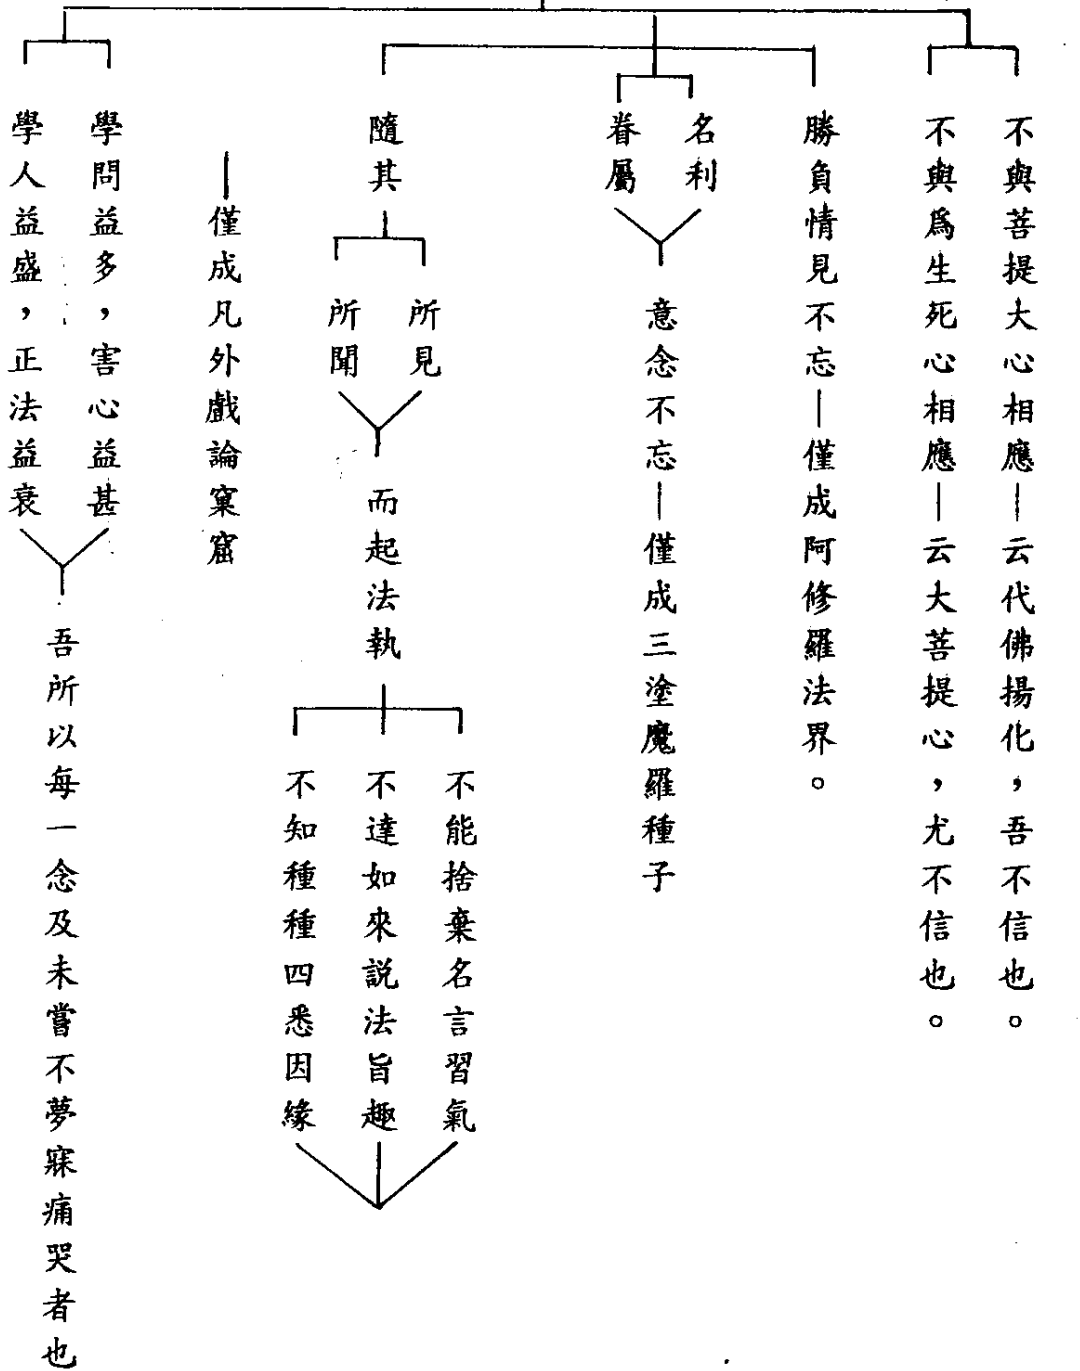 不與菩提大心相應—云代佛揚化，吾不信也。
不與爲生死心相應—云大菩提心，尤不信也。
勝負情見不忘—僅成阿修羅法界。
名利
眷屬
意念不忘—僅成三塗魔羅種子
隨其
所見
所聞
而起法執
不能捨棄名言習氣
不達如來説法旨趣
不知種種四悉因緣
—僅成凡外戲論窠窟
學問益多，害心益甚
學人益盛，正法益衰
吾所以每一念及未嘗不夢寐痛哭者也